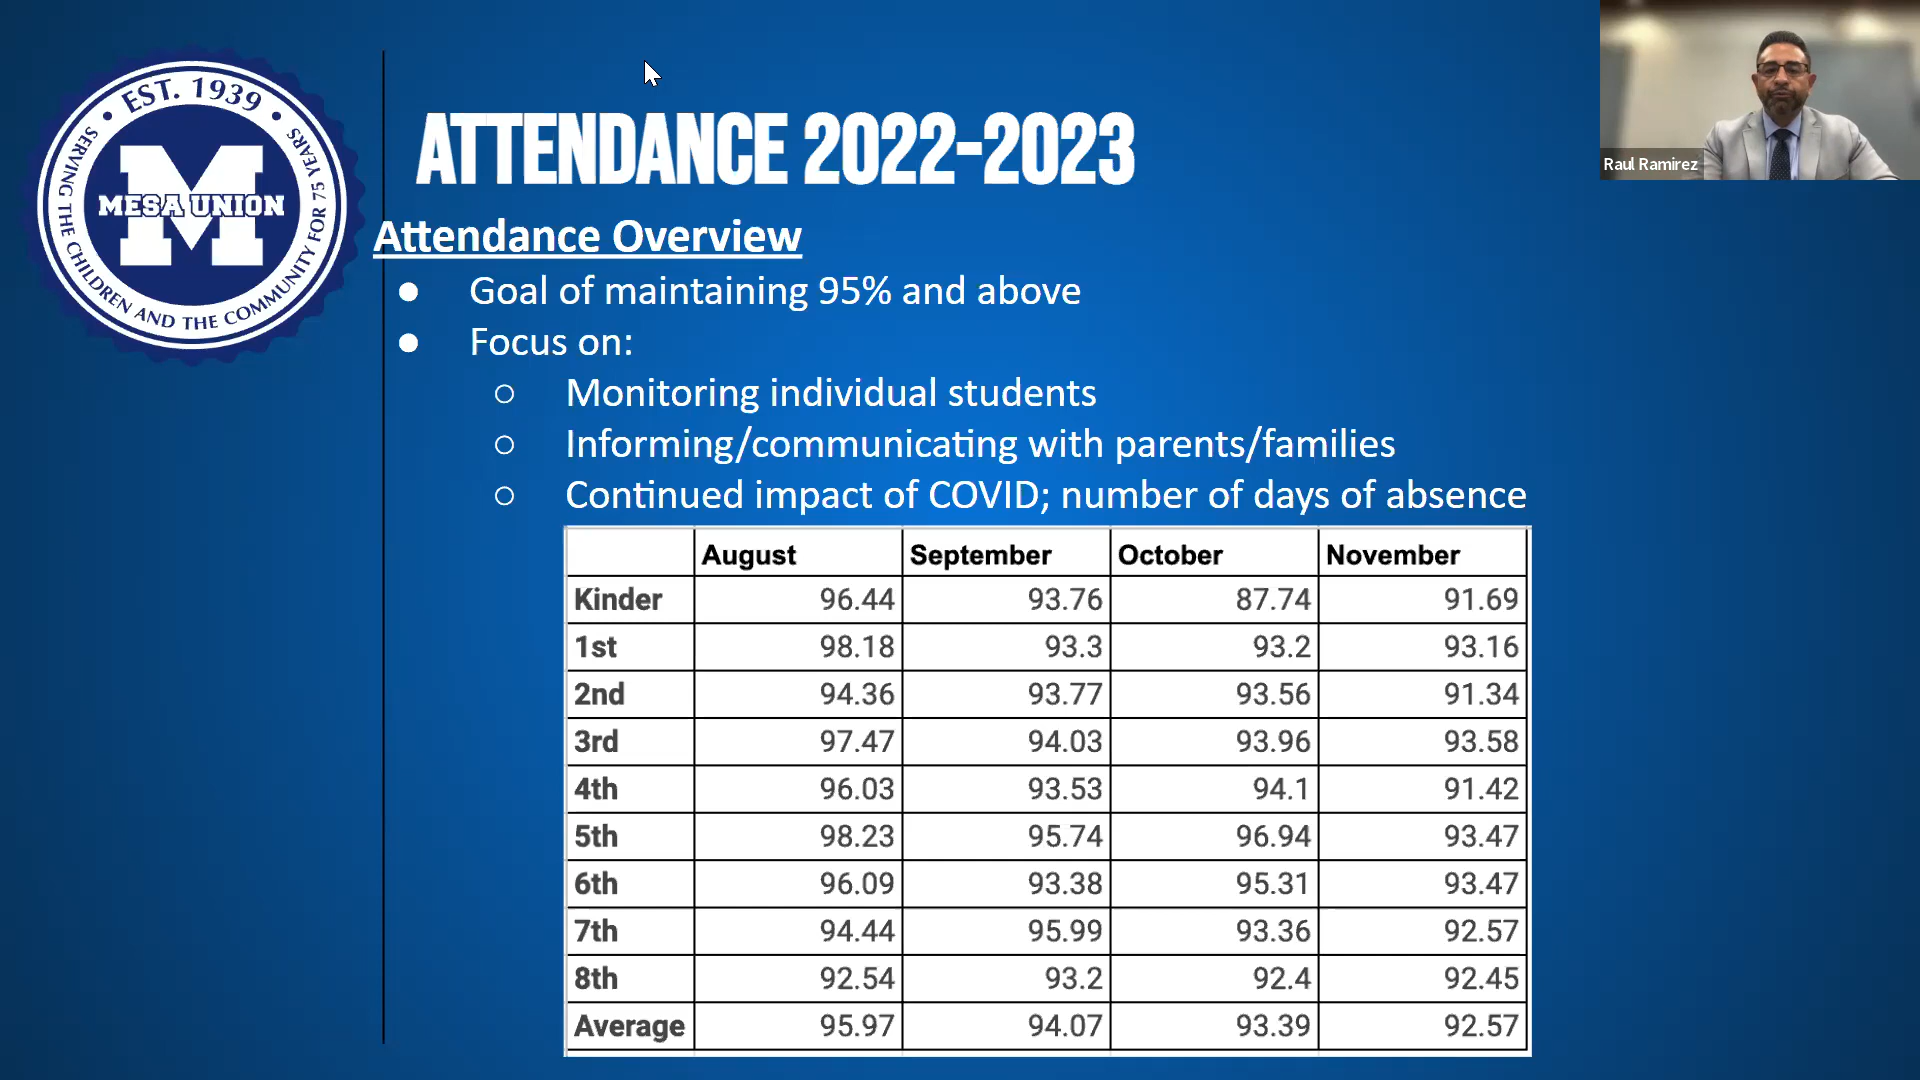 EST. 1939
SERVING THE CHILDREN AND THE COMMUNITY FOR 75 YEARS
M
MESA UNION
ATTENDANCE 2022-2023
Raul Ramirez
Attendance Overview
● Goal of maintaining 95% and above
● Focus on:
○ Monitoring individual students
○ Informing/communicating with parents/families
○ Continued impact of COVID; number of days of absence
August September October November
Kinder 96.44 93.76 87.74 91.69
1st 98.18 93.3 93.2 93.16
2nd 94.36 93.77 93.56 91.34
3rd 97.47 94.03 93.96 93.58
4th 96.03 93.53 94.1 91.42
5th 98.23 95.74 96.94 93.47
6th 96.09 93.38 95.31 93.47
7th 94.44 95.99 93.36 92.57
8th 92.54 93.2 92.4 92.45
Average 95.97 94.07 93.39 92.57